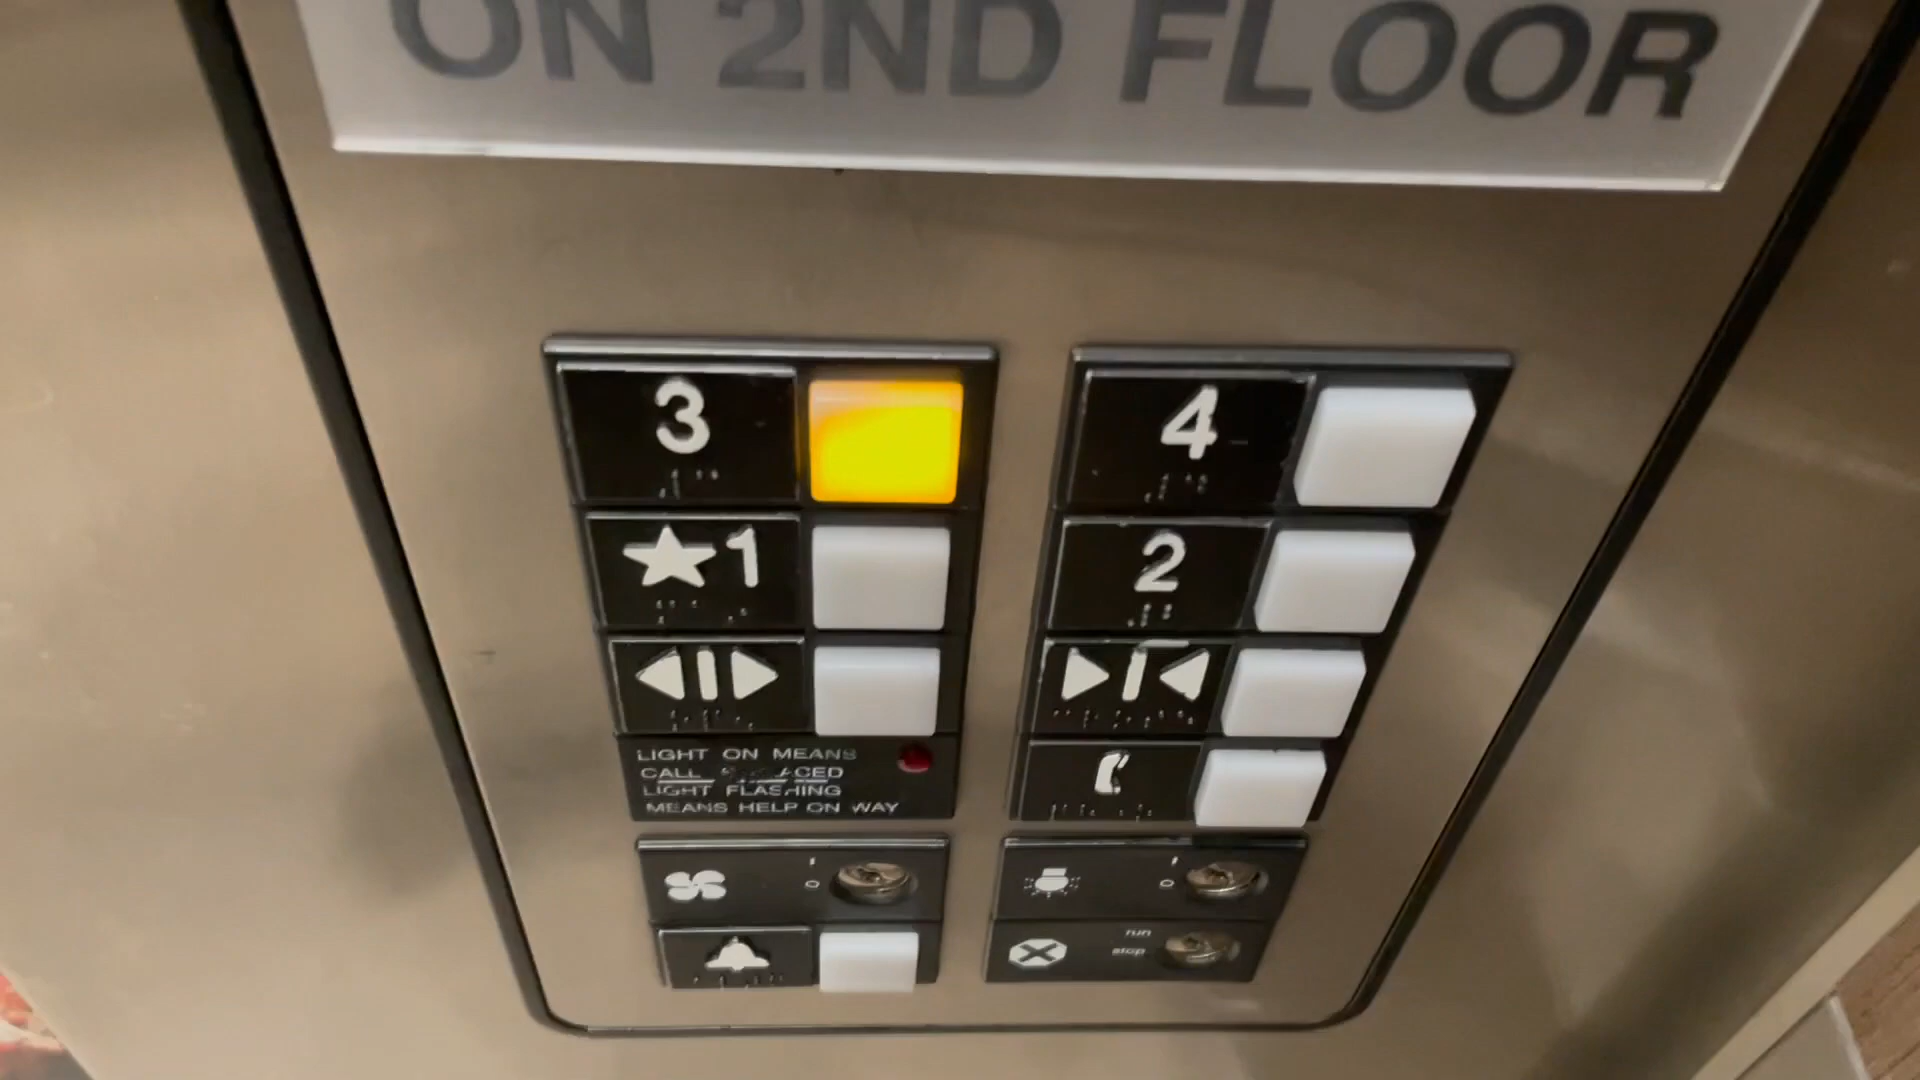 ON 2ND FLOOR
3
4
★1
2
LIGHT ON MEANS
CALL
LIGHT FLASHING
MEANS HELP ON WAY
I
O
I
O
run
stop